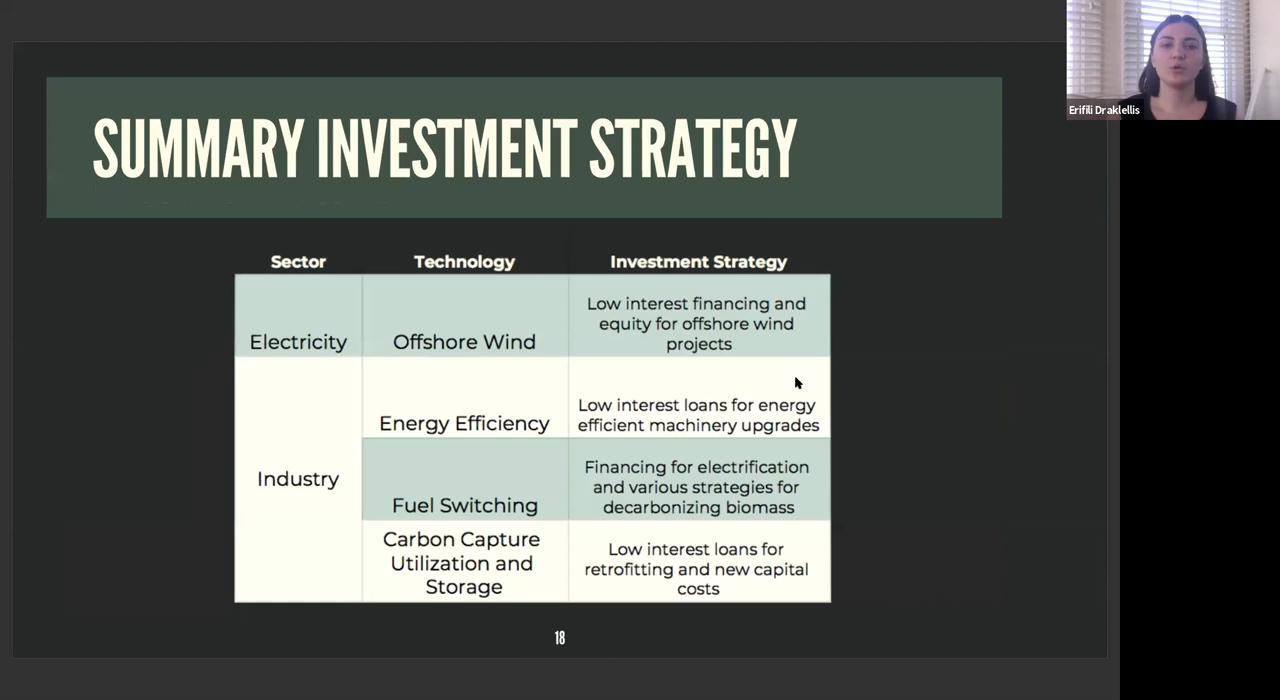 SUMMARY INVESTMENT STRATEGY
Erifili Draklellis
Sector Technology Investment Strategy
Electricity
Offshore Wind
Low interest financing and
equity for offshore wind
projects
Industry
Energy Efficiency
Low interest loans for energy
efficient machinery upgrades
Fuel Switching
Financing for electrification
and various strategies for
decarbonizing biomass
Carbon Capture
Utilization and
Storage
Low interest loans for
retrofitting and new capital
costs
18